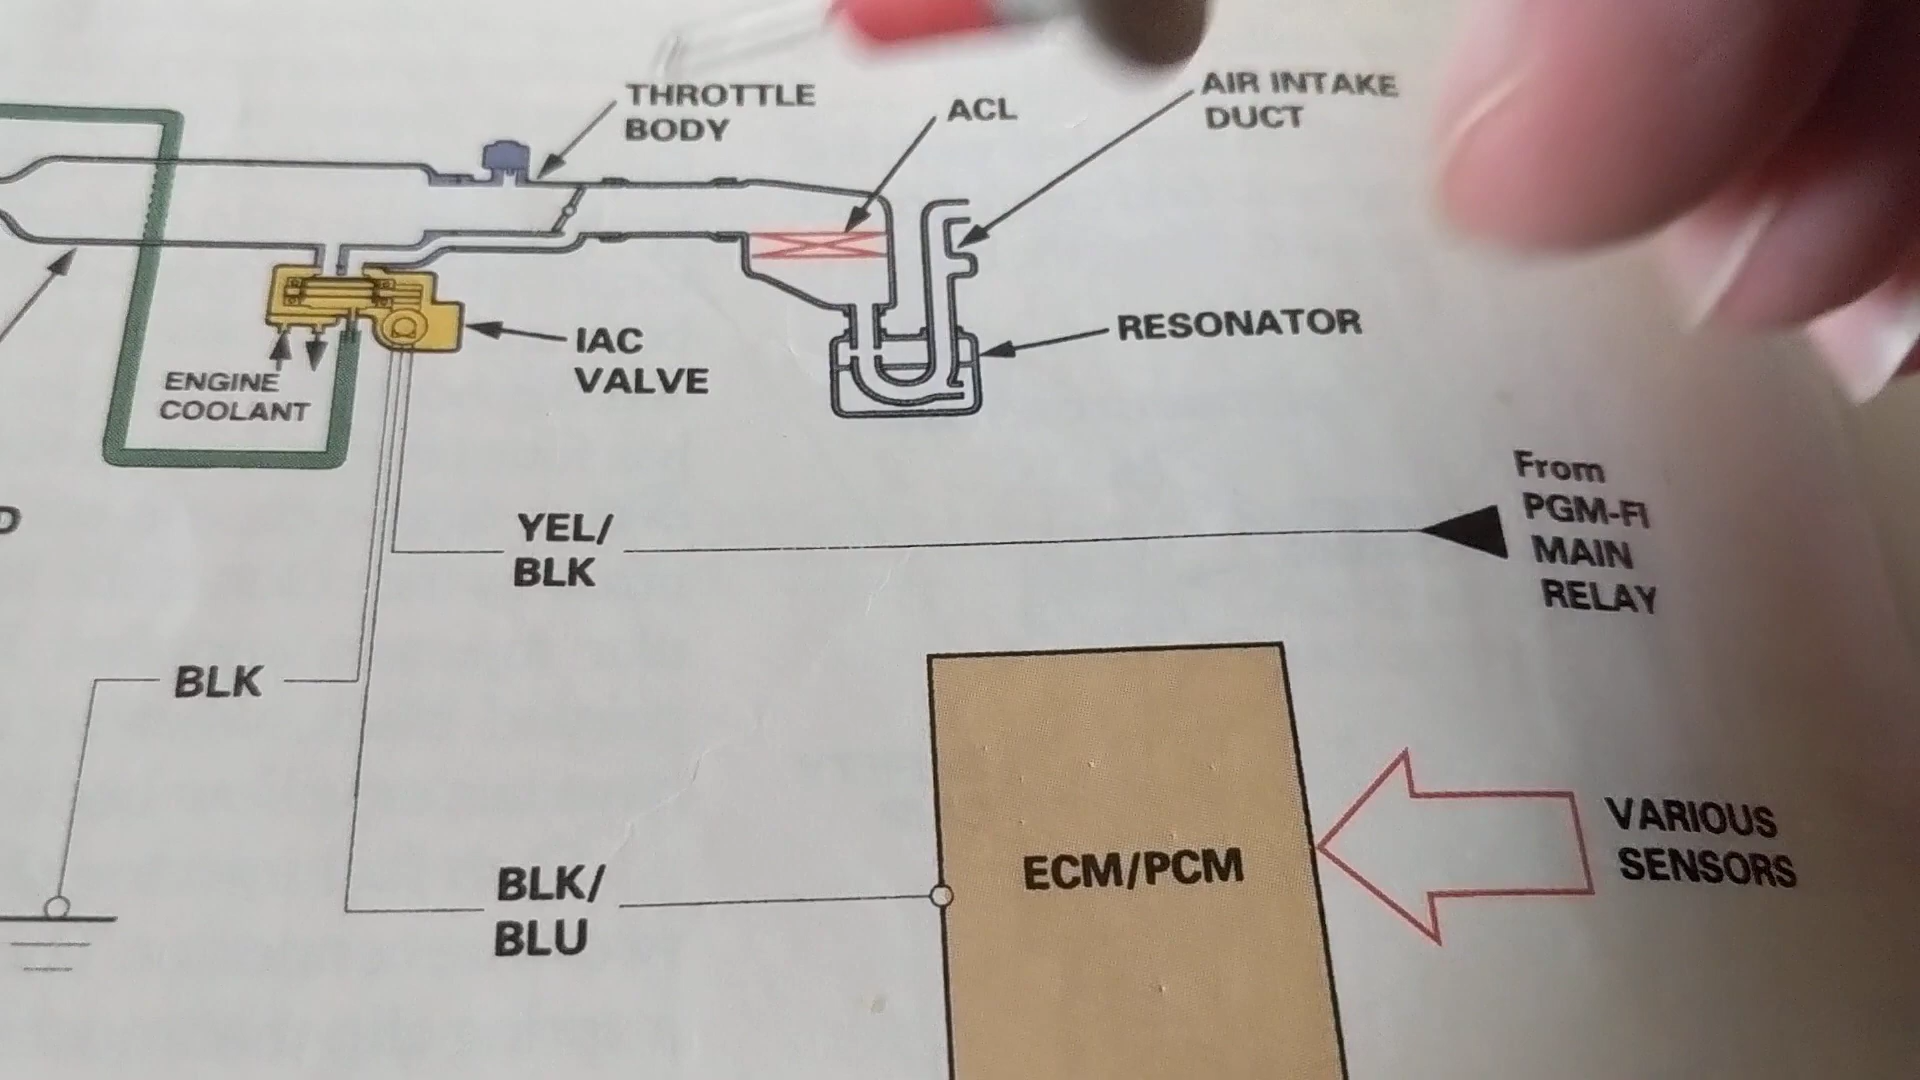 THROTTLE
BODY
ACL
AIR INTAKE
DUCT
IAC
VALVE
RESONATOR
ENGINE
COOLANT
From
PGM-FI
MAIN
RELAY
YEL/
BLK
D
BLK
BLK/
BLU
ECM/PCM
VARIOUS
SENSORS